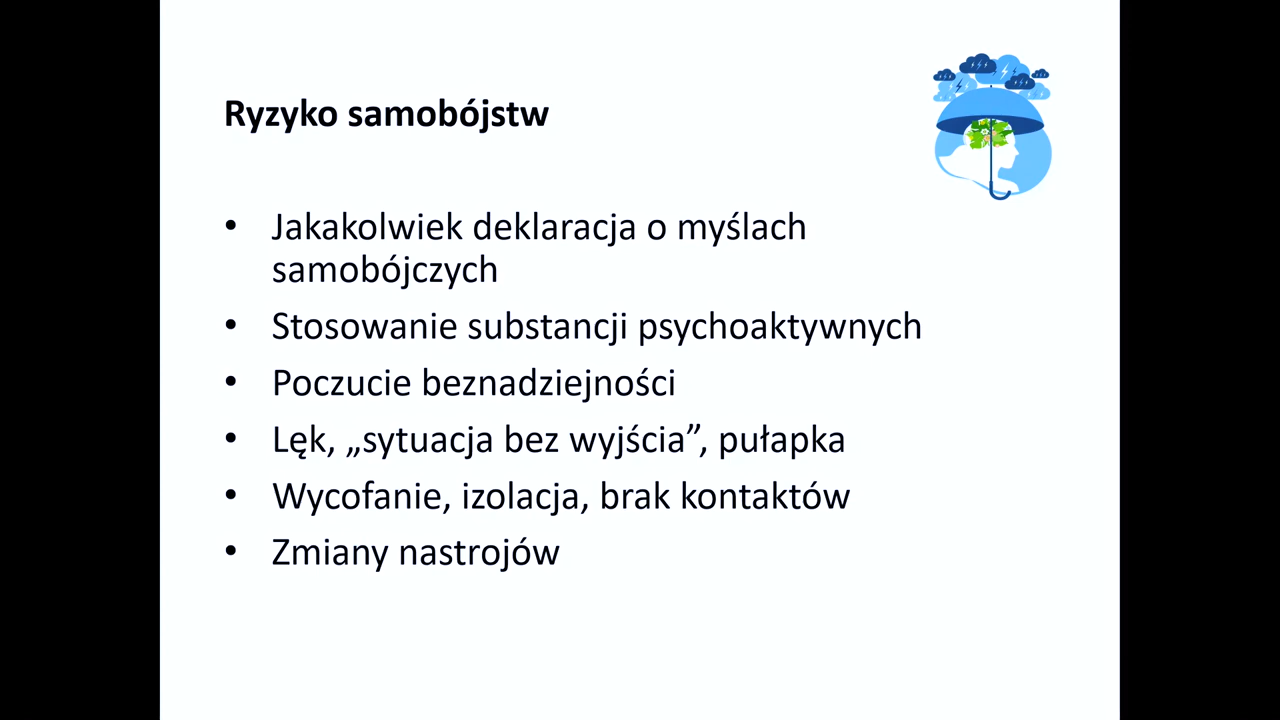 Ryzyko samobójstw
• Jakakolwiek deklaracja o myślach
samobójczych
• Stosowanie substancji psychoaktywnych
• Poczucie beznadziejności
• Lęk, „sytuacja bez wyjścia”, pułapka
• Wycofanie, izolacja, brak kontaktów
• Zmiany nastrojów